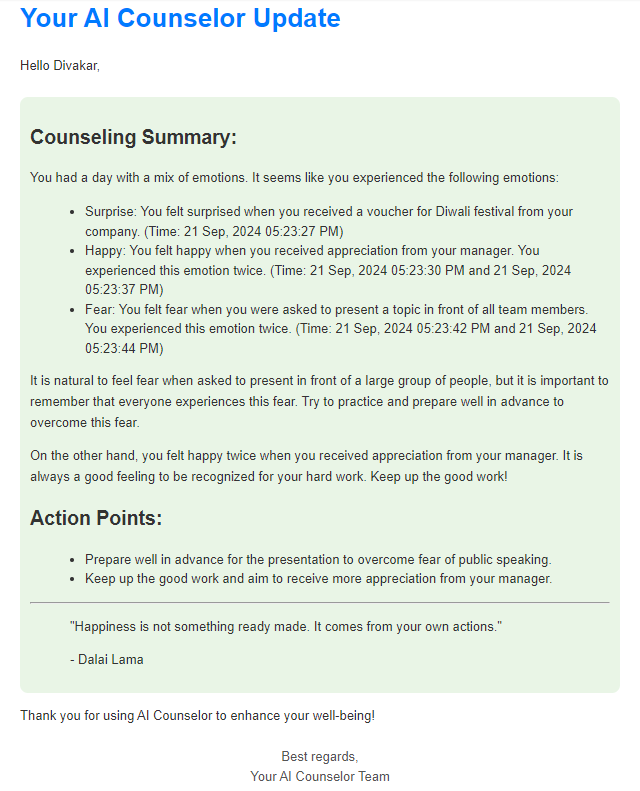 Your AI Counselor Update
Hello Divakar,
Counseling Summary:
You had a day with a mix of emotions. It seems like you experienced the following emotions:
• Surprise: You felt surprised when you received a voucher for Diwali festival from your
company. (Time: 21 Sep, 2024 05:23:27 PM)
• Happy: You felt happy when you received appreciation from your manager. You
experienced this emotion twice. (Time: 21 Sep, 2024 05:23:30 PM and 21 Sep, 2024
05:23:37 PM)
• Fear: You felt fear when you were asked to present a topic in front of all team members.
You experienced this emotion twice. (Time: 21 Sep, 2024 05:23:42 PM and 21 Sep, 2024
05:23:44 PM)
It is natural to feel fear when asked to present in front of a large group of people, but it is important to
remember that everyone experiences this fear. Try to practice and prepare well in advance to
overcome this fear.
On the other hand, you felt happy twice when you received appreciation from your manager. It is
always a good feeling to be recognized for your hard work. Keep up the good work!
Action Points:
• Prepare well in advance for the presentation to overcome fear of public speaking.
• Keep up the good work and aim to receive more appreciation from your manager.
"Happiness is not something ready made. It comes from your own actions."
- Dalai Lama
Thank you for using AI Counselor to enhance your well-being!
Best regards,
Your AI Counselor Team